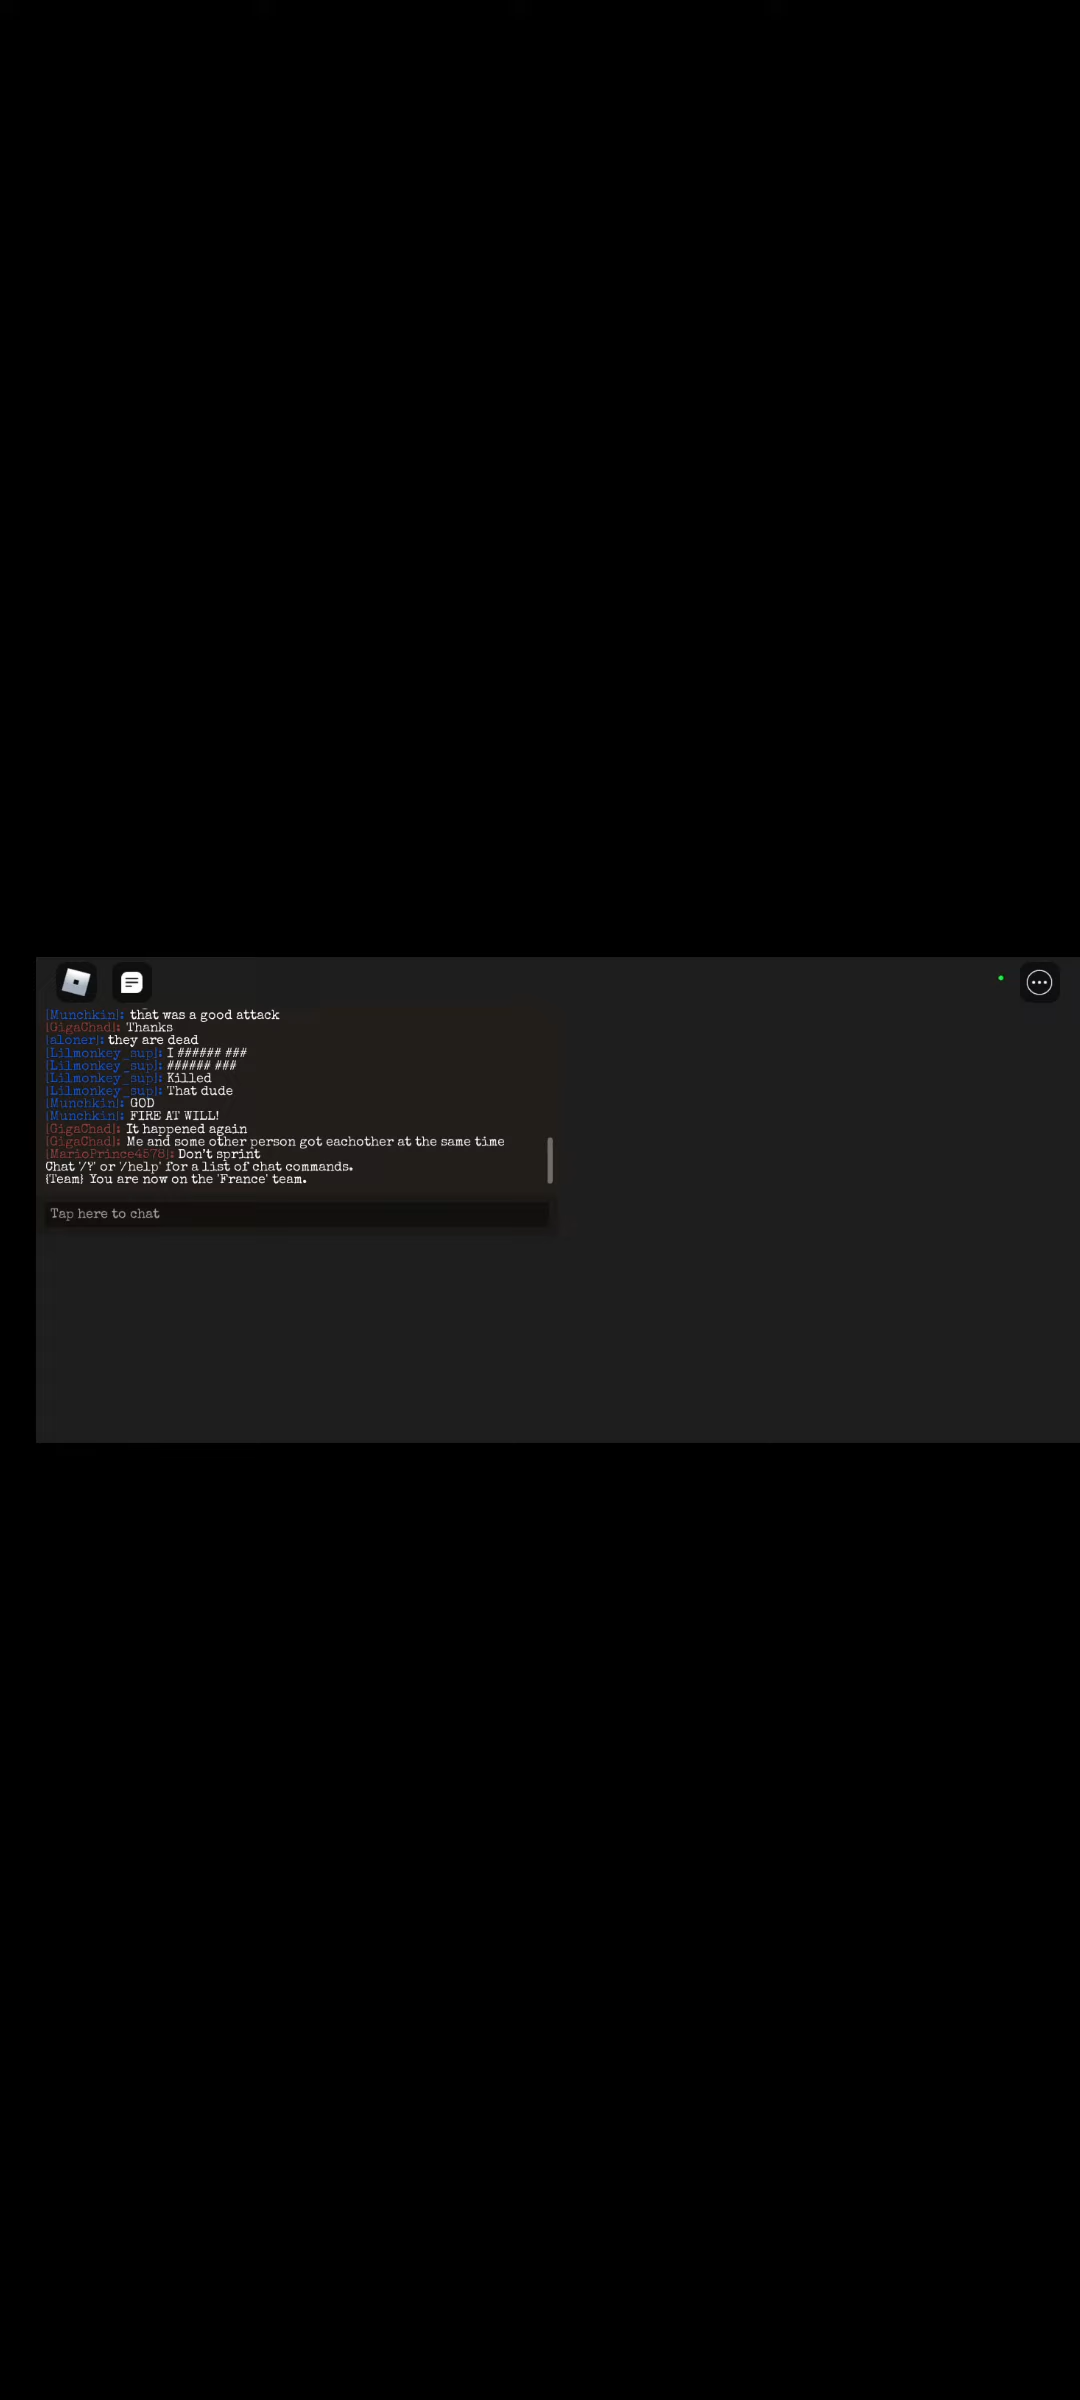 [Munchkin]: that was a good attack
[GigaChad]: Thanks
[aloner]: they are dead
[Lilmonkey_sup]: I ###### ###
[Lilmonkey_sup]: ###### ###
[Lilmonkey_sup]: Killed
[Lilmonkey_sup]: That dude
[Munchkin]: GOD
[Munchkin]: FIRE AT WILL!
[GigaChad]: It happened again
[GigaChad]: Me and some other person got eachother at the same time
[MarioPrince4578]: Don't sprint
Chat '/?' or '/help' for a list of chat commands.
{Team} You are now on the 'France' team.
Tap here to chat